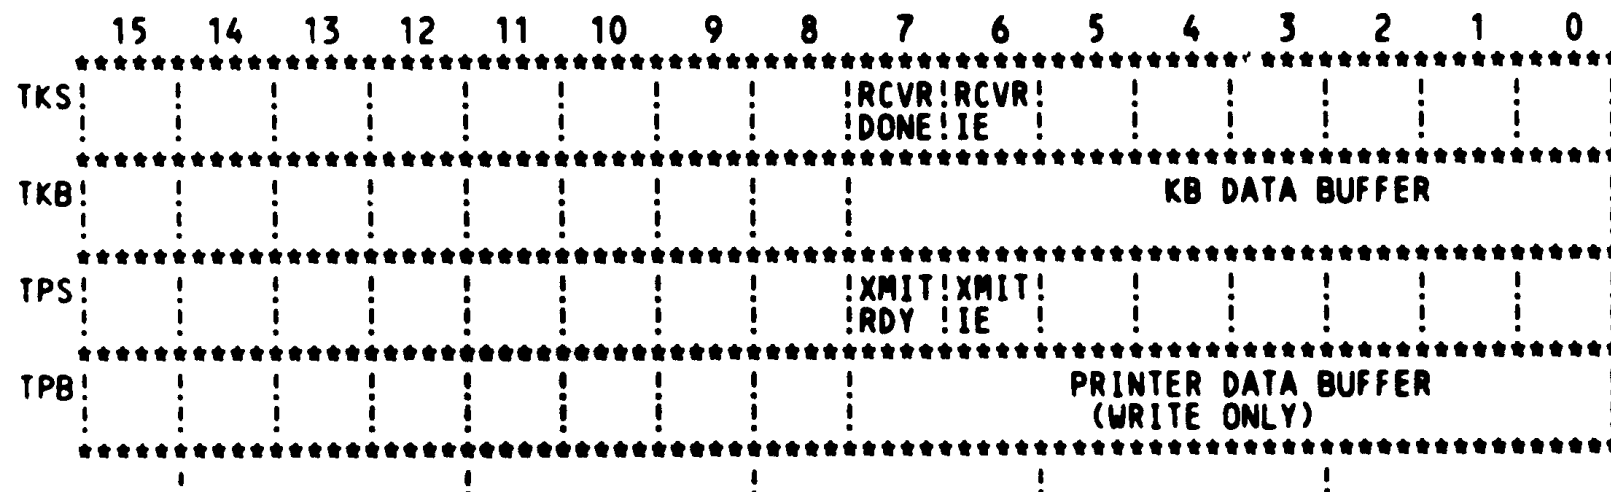 15 14 13 12 11 10 9 8 7 6 5 4 3 2 1 0
TKS RCVR RCVR
DONE IE
TKB KB DATA BUFFER
TPS XMIT XMIT
RDY IE
TPB PRINTER DATA BUFFER
(WRITE ONLY)